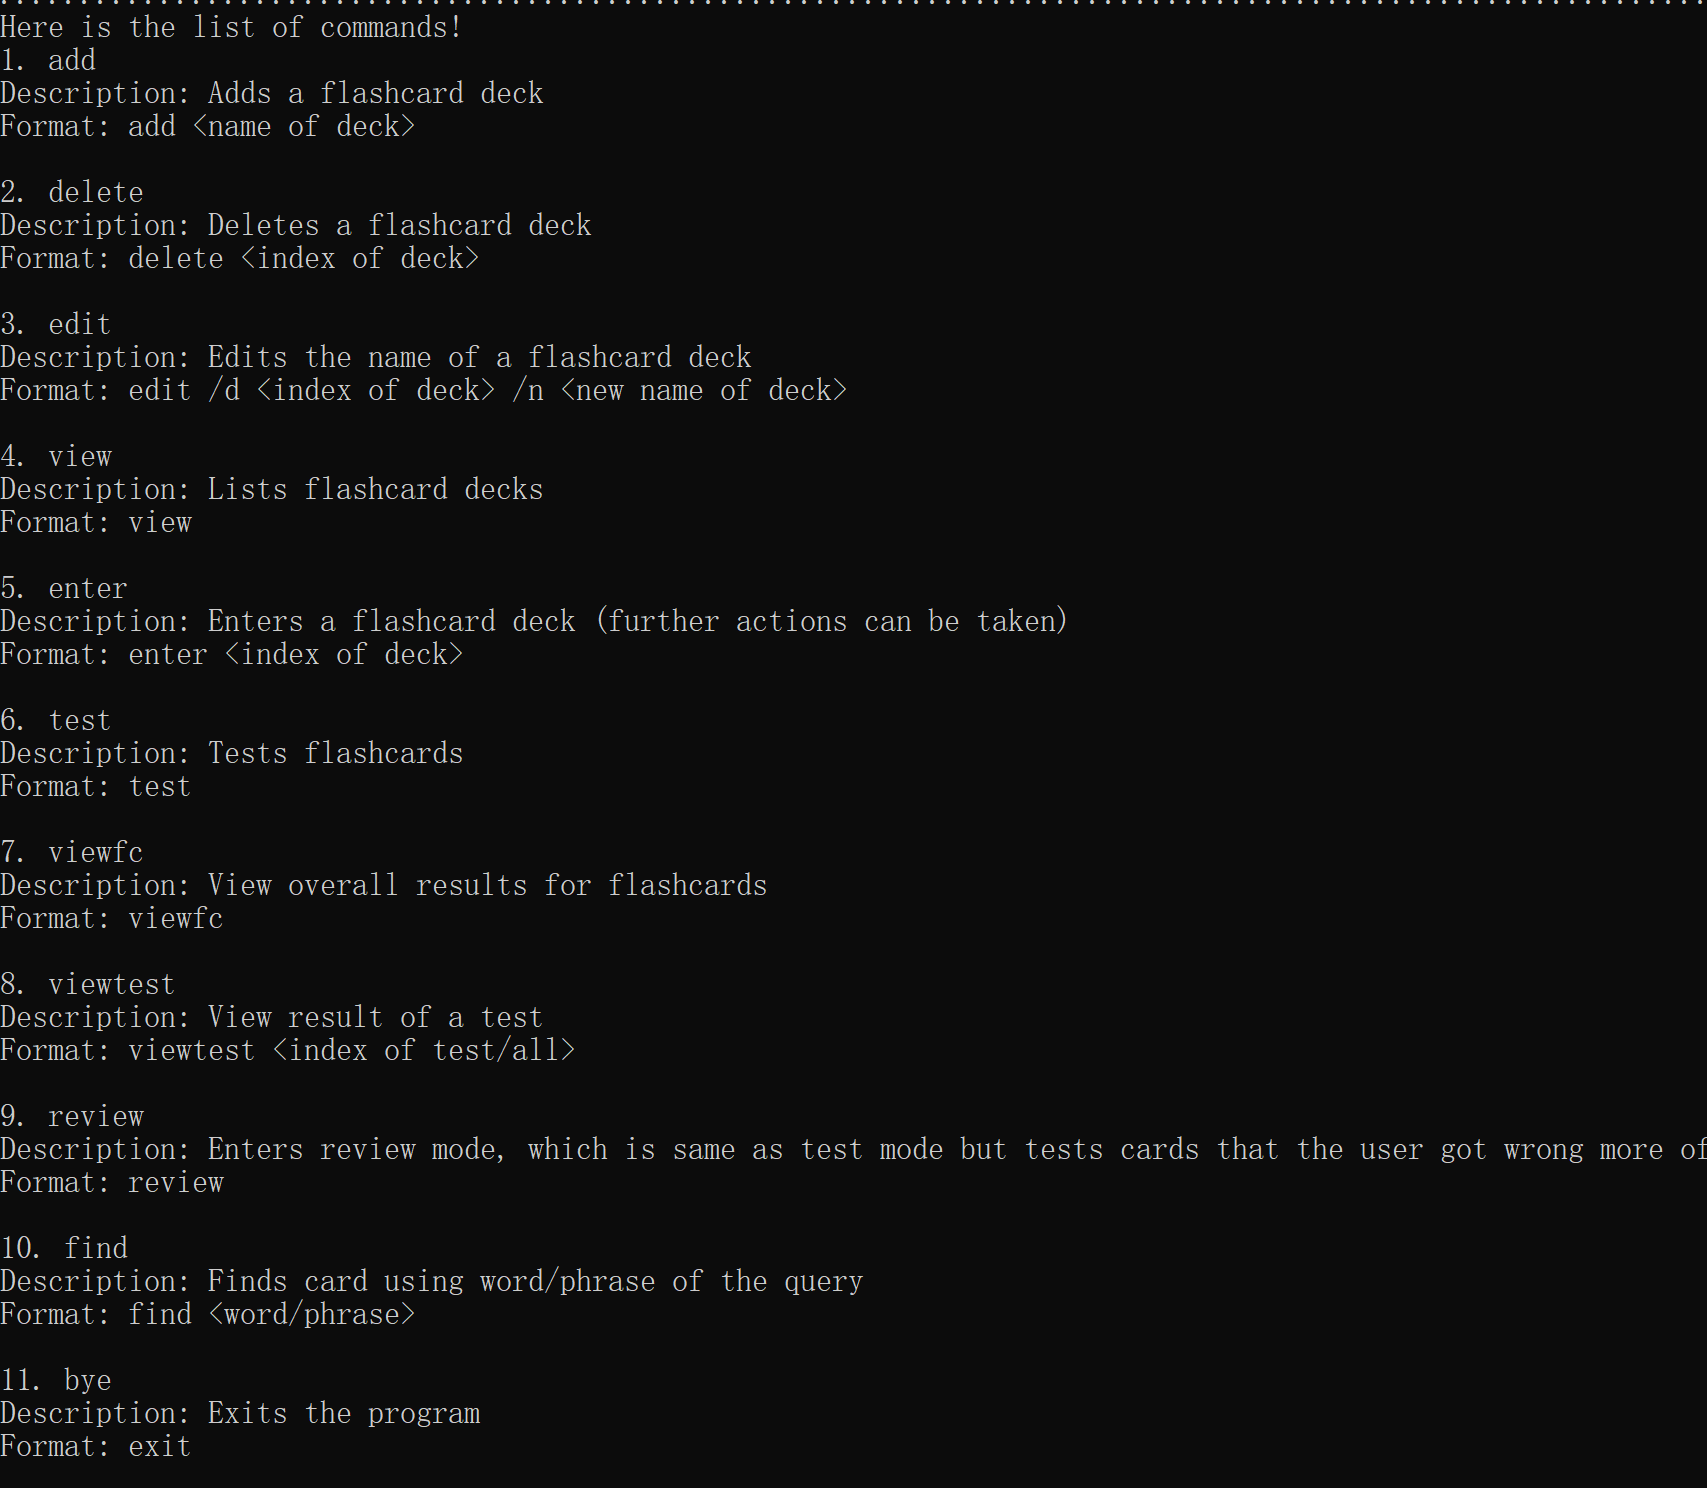 Here is the list of commands!
1. add
Description: Adds a flashcard deck
Format: add <name of deck>
2. delete
Description: Deletes a flashcard deck
Format: delete <index of deck>
3. edit
Description: Edits the name of a flashcard deck
Format: edit /d <index of deck> /n <new name of deck>
4. view
Description: Lists flashcard decks
Format: view
5. enter
Description: Enters a flashcard deck (further actions can be taken)
Format: enter <index of deck>
6. test
Description: Tests flashcards
Format: test
7. viewfc
Description: View overall results for flashcards
Format: viewfc
8. viewtest
Description: View result of a test
Format: viewtest <index of test/all>
9. review
Description: Enters review mode, which is same as test mode but tests cards that the user got wrong more
Format: review
10. find
Description: Finds card using word/phrase of the query
Format: find <word/phrase>
11. bye
Description: Exits the program
Format: exit